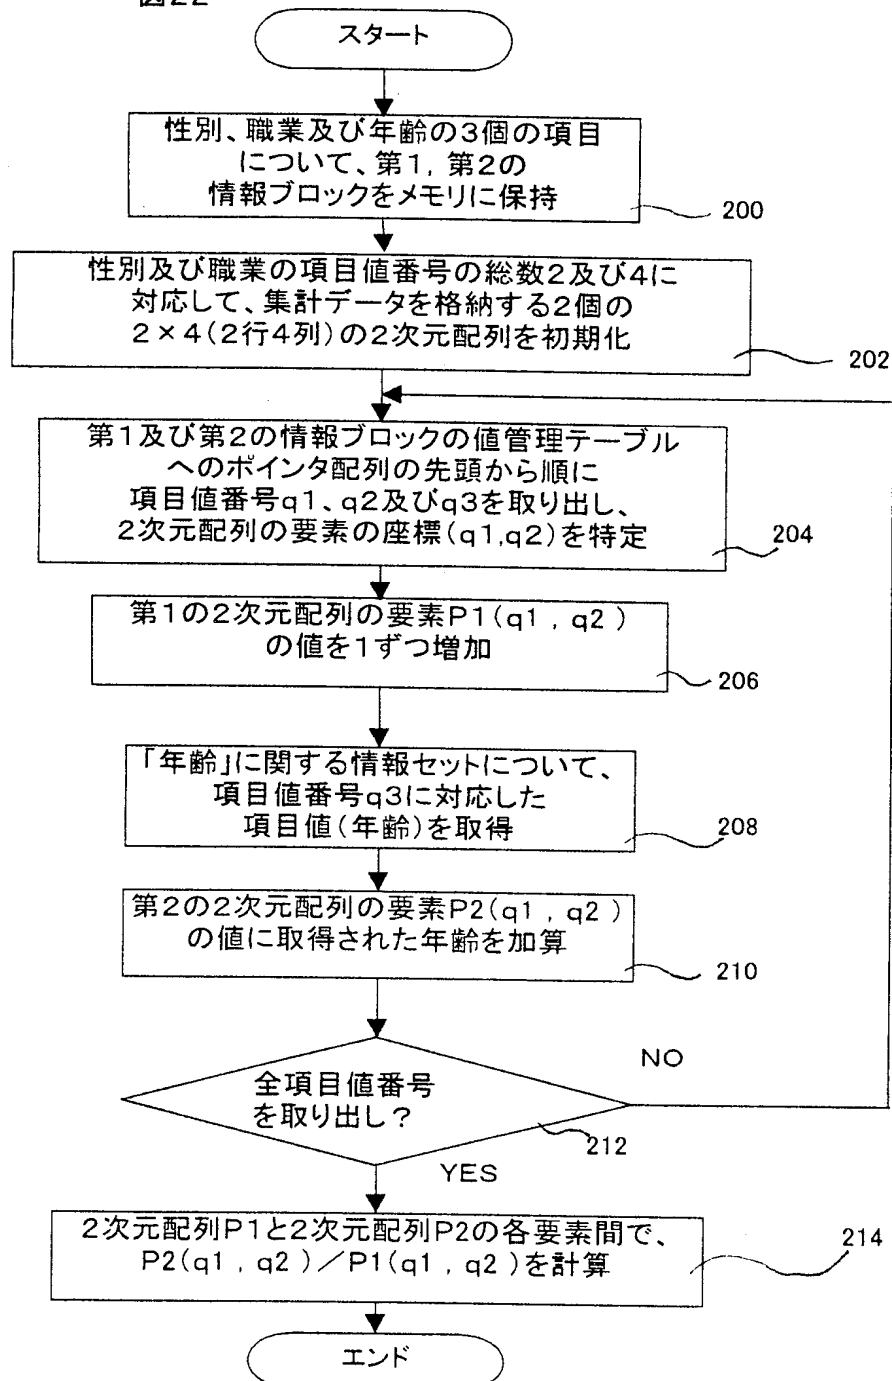 図22
スタート
性別、職業及び年齢の3個の項目
について、第1, 第2の
情報ブロックをメモリに保持
200
性別及び職業の項目値番号の総数2及び4に
対応して、集計データを格納する2個の
2×4(2行4列)の2次元配列を初期化
202
第1及び第2の情報ブロックの値管理テーブル
へのポインタ配列の先頭から順に
項目値番号q1、q2及びq3を取り出し、
2次元配列の要素の座標(q1,q2)を特定
204
第1の2次元配列の要素P1(q1 , q2 )
の値を1ずつ増加
206
「年齢」に関する情報セットについて、
項目値番号q3に対応した
項目値(年齢)を取得
208
第2の2次元配列の要素P2(q1 , q2 )
の値に取得された年齢を加算
210
全項目値番号
を取り出し?
NO
212
YES
2次元配列P1と2次元配列P2の各要素間で、
P2(q1 , q2 )/P1(q1 , q2 )を計算
214
エンド